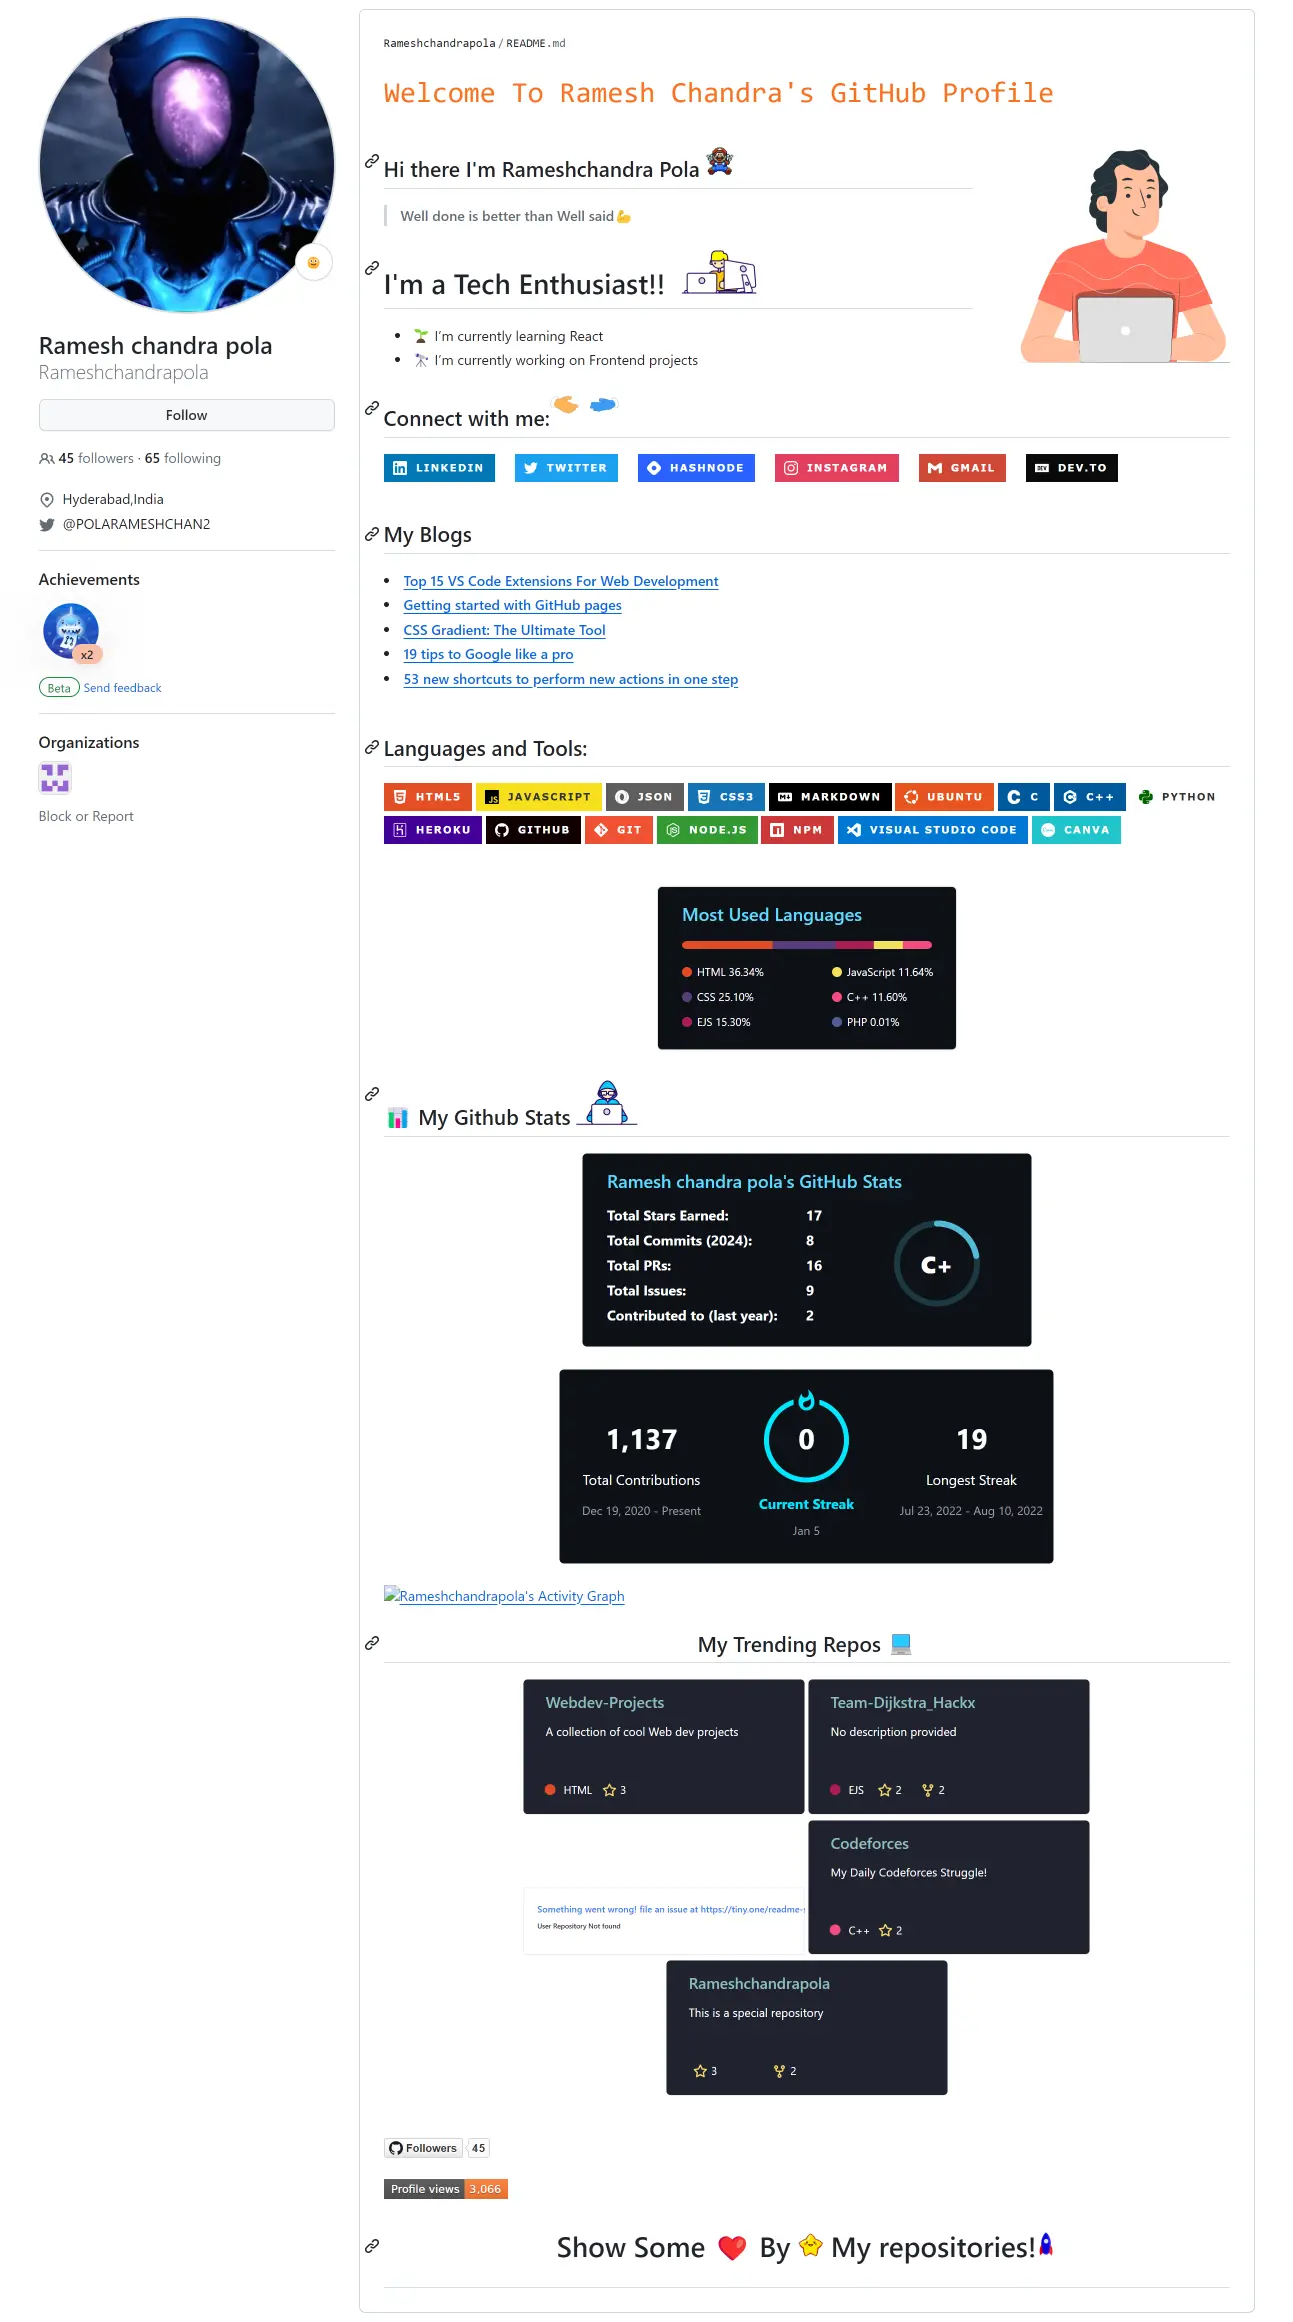 Ramesh chandra pola
Rameshchandrapola
Follow
45 followers · 65 following
Hyderabad,India
@POLARAMESHCHAN2
Achievements
x2
Beta Send feedback
Organizations
Block or Report
Rameshchandrapola / README.md
Welcome To Ramesh Chandra's GitHub Profile
Hi there I'm Rameshchandra Pola
Well done is better than Well said💪
I'm a Tech Enthusiast!!
🌱 I'm currently learning React
🔭 I'm currently working on Frontend projects
Connect with me:
LINKEDIN TWITTER HASHNODE INSTAGRAM GMAIL DEV.TO
My Blogs
Top 15 VS Code Extensions For Web Development
Getting started with GitHub pages
CSS Gradient: The Ultimate Tool
19 tips to Google like a pro
53 new shortcuts to perform new actions in one step
Languages and Tools:
HTML5 JAVASCRIPT JSON CSS3 MARKDOWN UBUNTU C C++ PYTHON
HEROKU GITHUB GIT NODE.JS NPM VISUAL STUDIO CODE CANVA
Most Used Languages
HTML 36.34% JavaScript 11.64%
CSS 25.10% C++ 11.60%
EJS 15.30% PHP 0.01%
📊 My Github Stats
Ramesh chandra pola's GitHub Stats
Total Stars Earned: 17
Total Commits (2024): 8
Total PRs: 16
Total Issues: 9
Contributed to (last year): 2
C+
1,137
Total Contributions
Dec 19, 2020 - Present
0
Current Streak
Jan 5
19
Longest Streak
Jul 23, 2022 - Aug 10, 2022
Rameshchandrapola's Activity Graph
My Trending Repos
Webdev-Projects
A collection of cool Web dev projects
HTML 3
Team-Dijkstra_Hackx
No description provided
EJS 2 2
Something went wrong! file an issue at https://tiny.one/readme-s
User Repository Not found
Codeforces
My Daily Codeforces Struggle!
C++ 2
Rameshchandrapola
This is a special repository
3 2
Followers 45
Profile views 3,066
Show Some ❤️ By ⭐ My repositories!